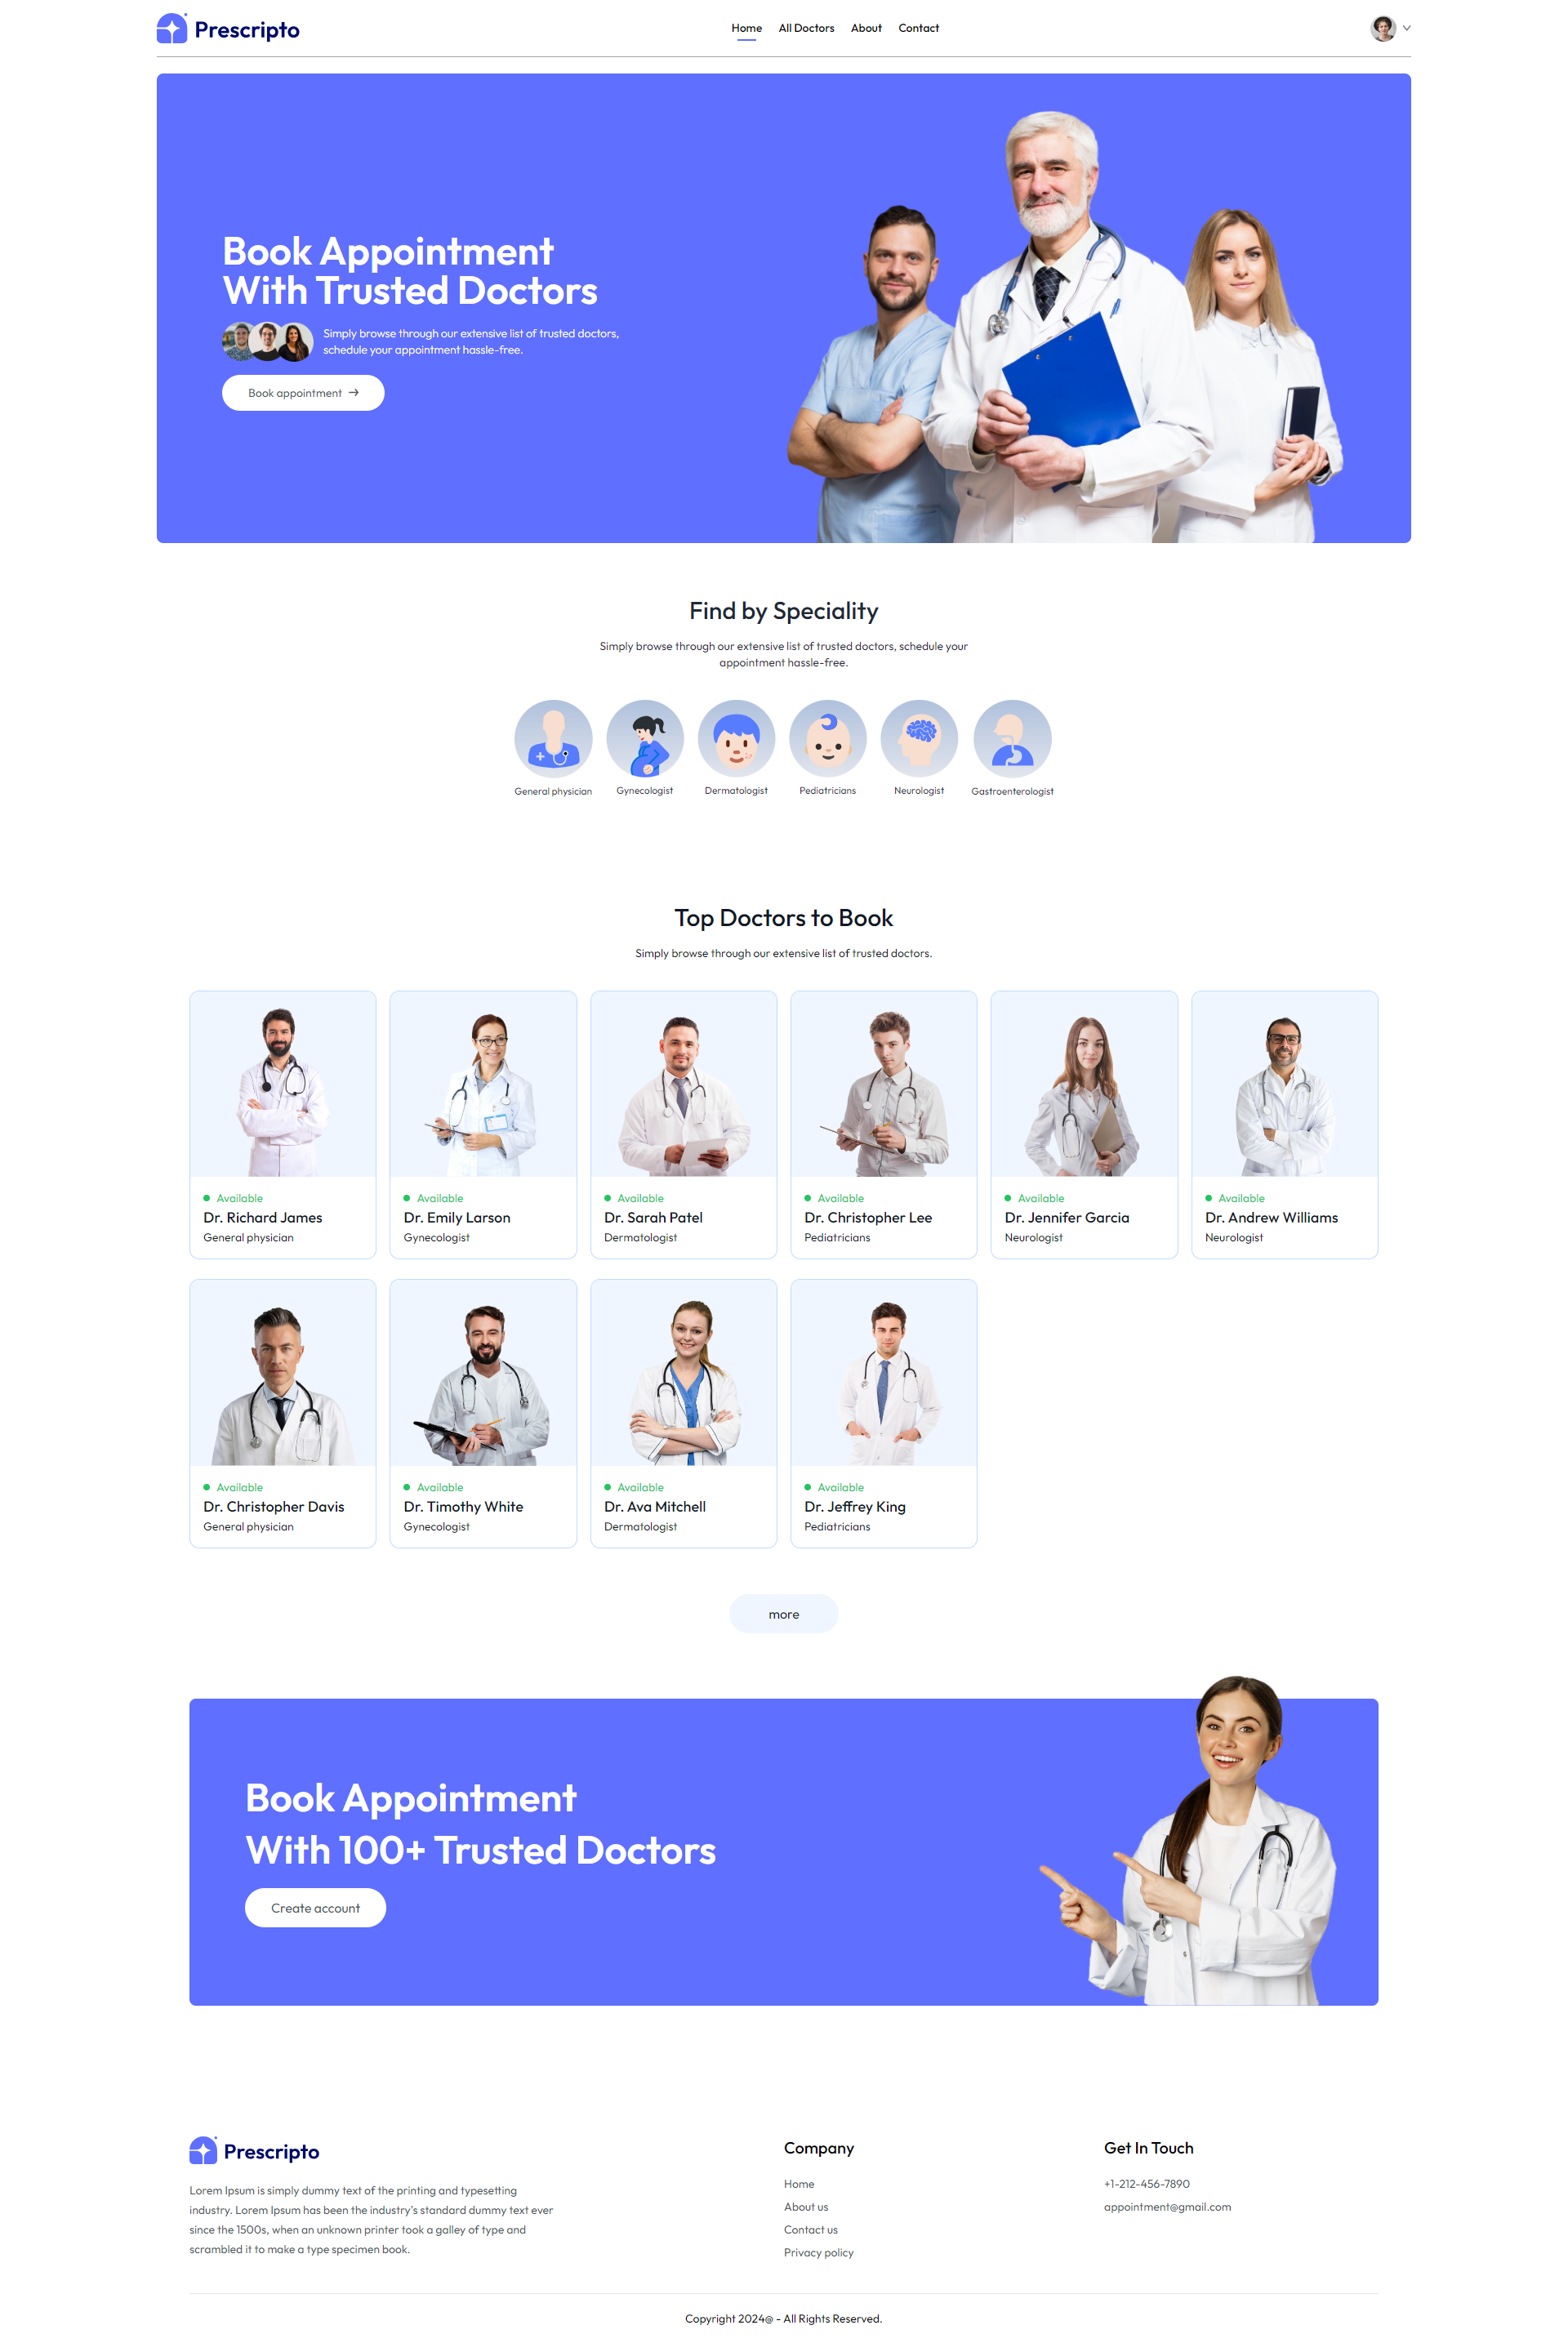 Prescripto
Home All Doctors About Contact
Book Appointment
With Trusted Doctors
Simply browse through our extensive list of trusted doctors,
schedule your appointment hassle-free.
Book appointment →
Find by Speciality
Simply browse through our extensive list of trusted doctors, schedule your
appointment hassle-free.
General physician Gynecologist Dermatologist Pediatricians Neurologist Gastroenterologist
Top Doctors to Book
Simply browse through our extensive list of trusted doctors.
Available Available Available Available Available Available
Dr. Richard James Dr. Emily Larson Dr. Sarah Patel Dr. Christopher Lee Dr. Jennifer Garcia Dr. Andrew Williams
General physician Gynecologist Dermatologist Pediatricians Neurologist Neurologist
Available Available Available Available
Dr. Christopher Davis Dr. Timothy White Dr. Ava Mitchell Dr. Jeffrey King
General physician Gynecologist Dermatologist Pediatricians
more
Book Appointment
With 100+ Trusted Doctors
Create account
Prescripto
Lorem Ipsum is simply dummy text of the printing and typesetting
industry. Lorem Ipsum has been the industry's standard dummy text ever
since the 1500s, when an unknown printer took a galley of type and
scrambled it to make a type specimen book.
Company
Home
About us
Contact us
Privacy policy
Get In Touch
+1-212-456-7890
appointment@gmail.com
Copyright 2024@ - All Rights Reserved.